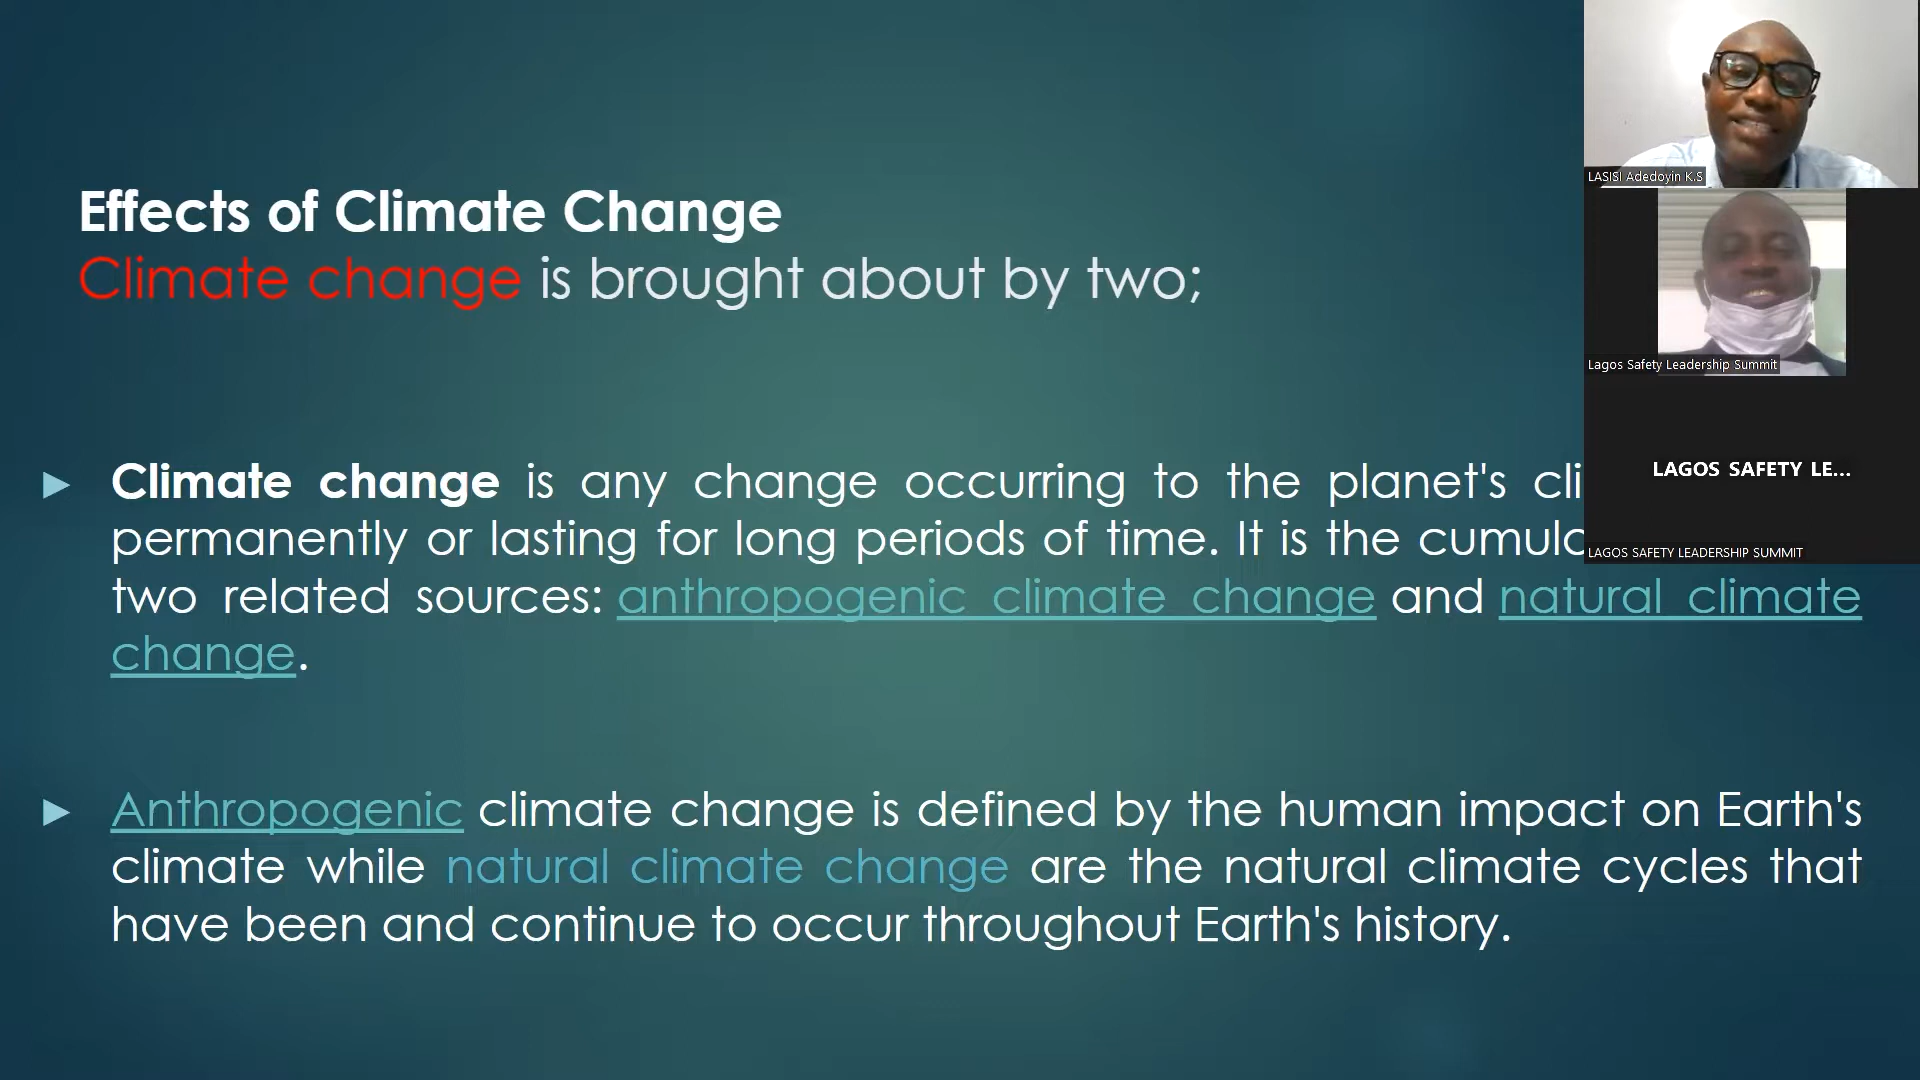 Effects of Climate Change
Climate change is brought about by two;
► Climate change is any change occurring to the planet's
permanently or lasting for long periods of time. It is the
two related sources: anthropogenic climate change and natural climate
change.
► Anthropogenic climate change is defined by the human impact on Earth's
climate while natural climate change are the natural climate cycles that
have been and continue to occur throughout Earth's history.
LASISI Adedoyin K.S
Lagos Safety Leadership Summit
LAGOS SAFETY LE...
LAGOS SAFETY LEADERSHIP SUMMIT